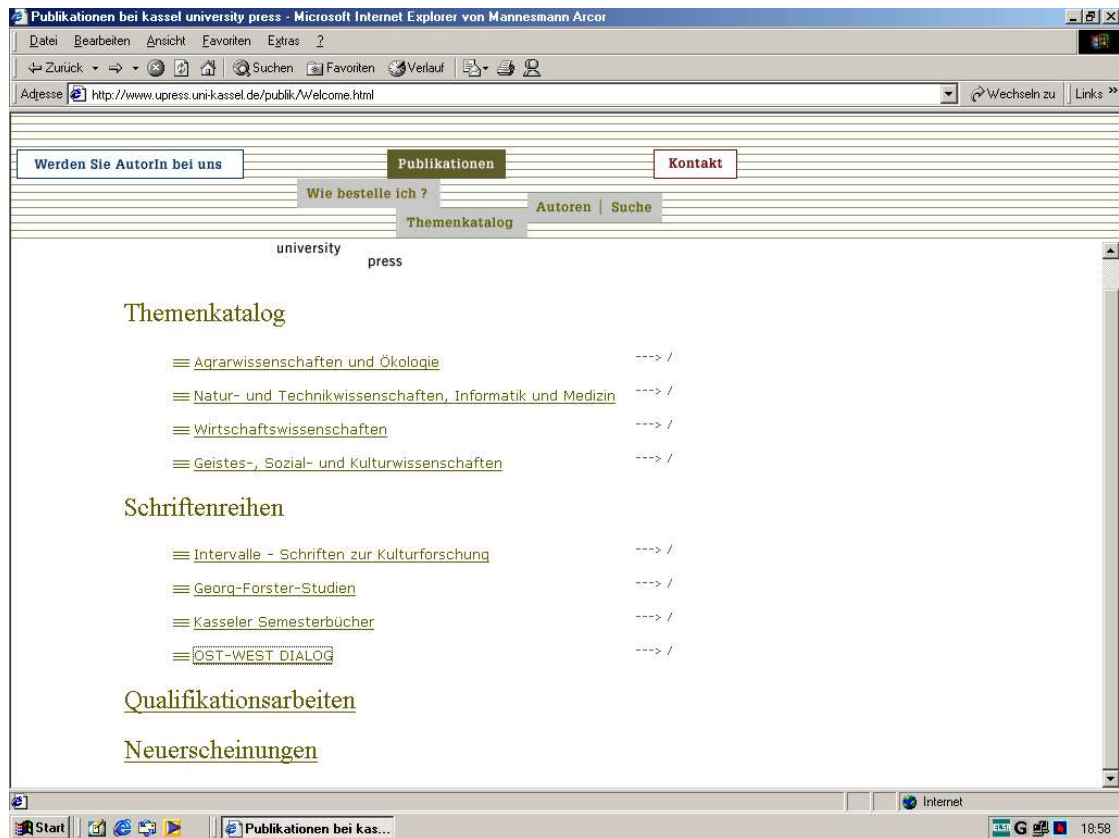 Publikationen bei kassel university press - Microsoft Internet Explorer von Mannesmann Arcor
Datei Bearbeiten Ansicht Favoriten Extras ?
Zurück Suchen Favoriten Verlauf
Adresse http://www.upress.uni-kassel.de/publik/Welcome.html Wechseln zu Links »
Werden Sie AutorIn bei uns Publikationen Kontakt
Wie bestelle ich ?
Autoren | Suche
Themenkatalog
university
press
Themenkatalog
Agrarwissenschaften und Ökologie ---> /
Natur- und Technikwissenschaften, Informatik und Medizin ---> /
Wirtschaftswissenschaften ---> /
Geistes-, Sozial- und Kulturwissenschaften ---> /
Schriftenreihen
Intervalle - Schriften zur Kulturforschung ---> /
Georg-Forster-Studien ---> /
Kasseler Semesterbücher ---> /
OST-WEST DIALOG ---> /
Qualifikationsarbeiten
Neuerscheinungen
Internet
Start Publikationen bei kas... ELSA G 18:58